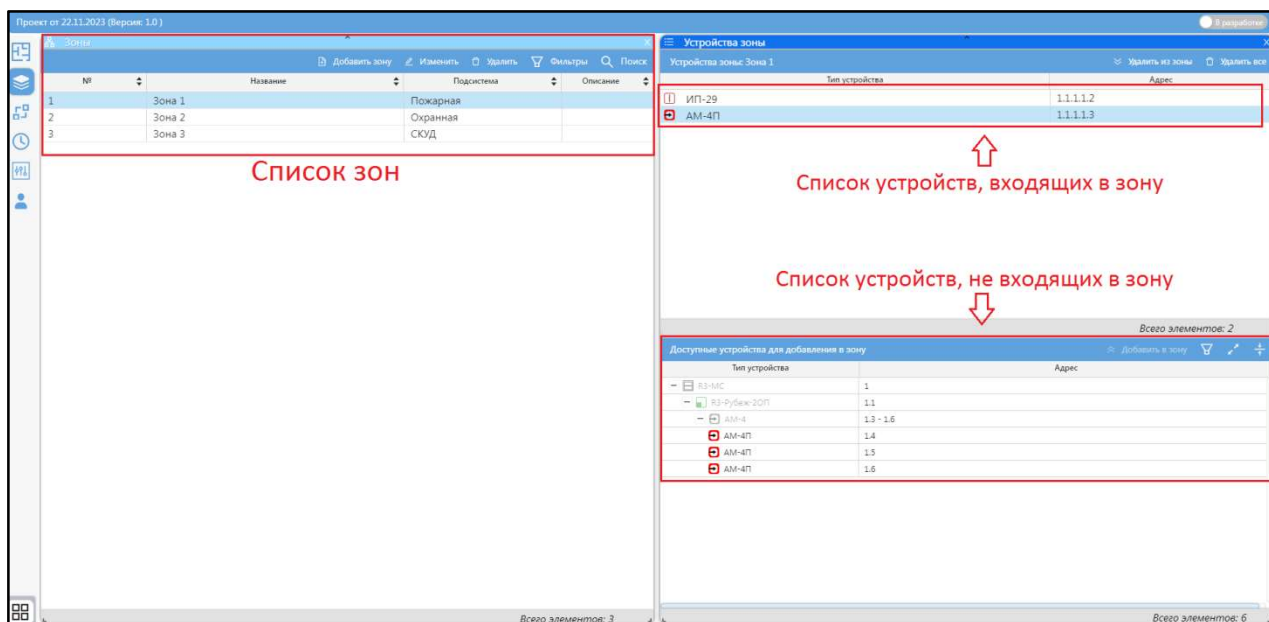 Проект от 22.11.2023 (Версия: 1.0 )
В разработке
Зоны
Добавить зону Изменить Удалить Фильтры Поиск
№ Название Подсистема Описание
1 Зона 1 Пожарная
2 Зона 2 Охранная
3 Зона 3 СКУД
Список зон
Всего элементов: 3
Устройства зоны
Устройства зоны: Зона 1 Удалить из зоны Удалить все
Тип устройства Адрес
ИП-29 1.1.1.1.2
АМ-4П 1.1.1.1.3
Список устройств, входящих в зону
Список устройств, не входящих в зону
Всего элементов: 2
Доступные устройства для добавления в зону Добавить в зону
Тип устройства Адрес
R3-МС 1
R3-Рубеж-2ОП 1.1
АМ-4 1.3 - 1.6
АМ-4П 1.4
АМ-4П 1.5
АМ-4П 1.6
Всего элементов: 6